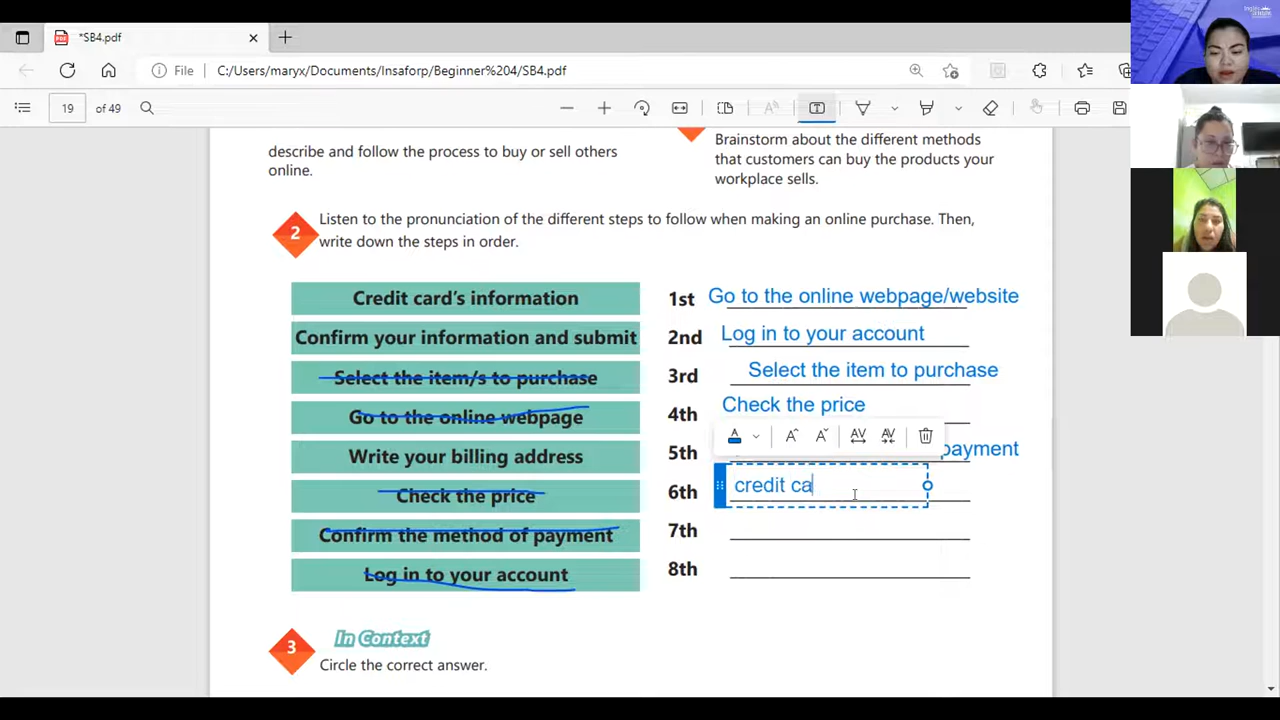 *SB4.pdf
File C:/Users/maryx/Documents/Insaforp/Beginner%204/SB4.pdf
19 of 49
describe and follow the process to buy or sell others
online.
Brainstorm about the different methods
that customers can buy the products your
workplace sells.
2 Listen to the pronunciation of the different steps to follow when making an online purchase. Then,
write down the steps in order.
Credit card's information
Confirm your information and submit
Select the item/s to purchase
Go to the online webpage
Write your billing address
Check the price
Confirm the method of payment
Log in to your account
1st Go to the online webpage/website
2nd Log in to your account
3rd Select the item to purchase
4th Check the price
5th payment
6th credit ca
7th
8th
3 In Context
Circle the correct answer.